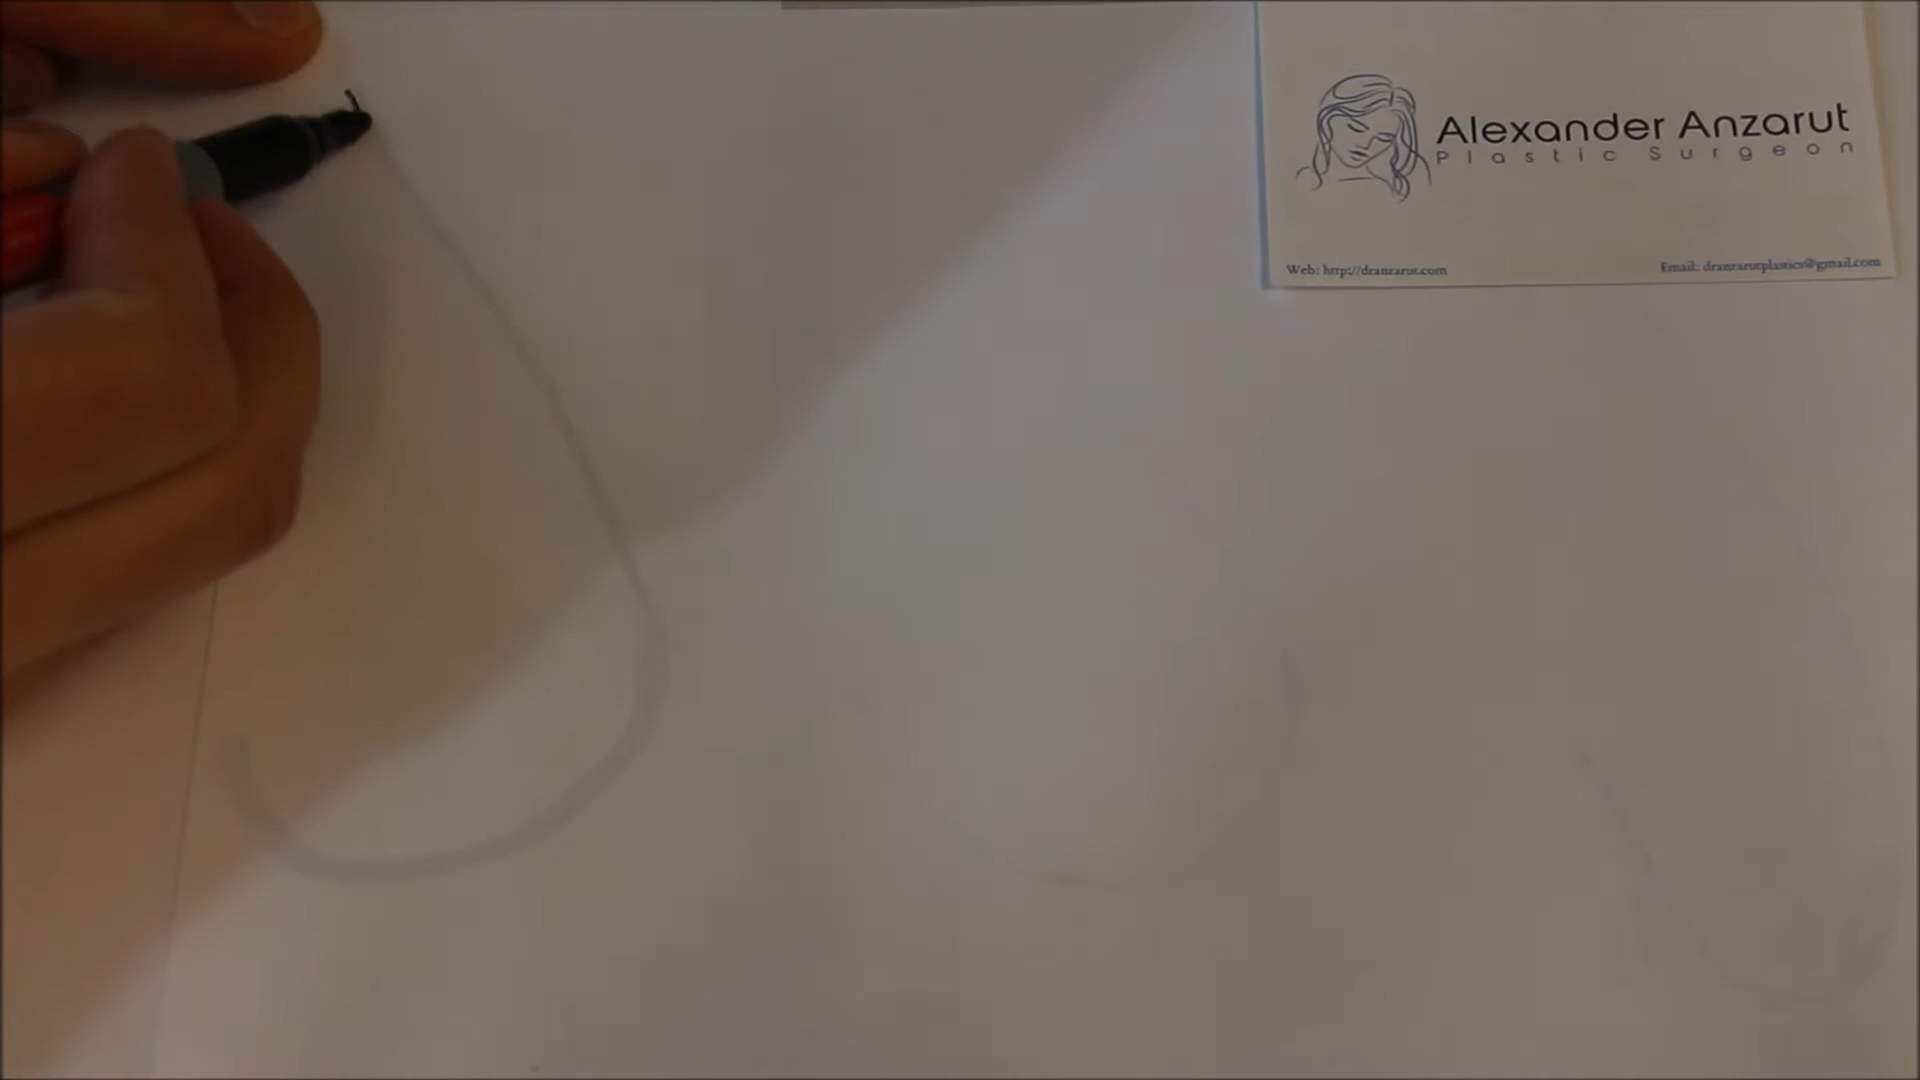 Alexander Anzarut
Plastic Surgeon
Web: http://dranzarut.com
Email: dranzarutplastics@gmail.com